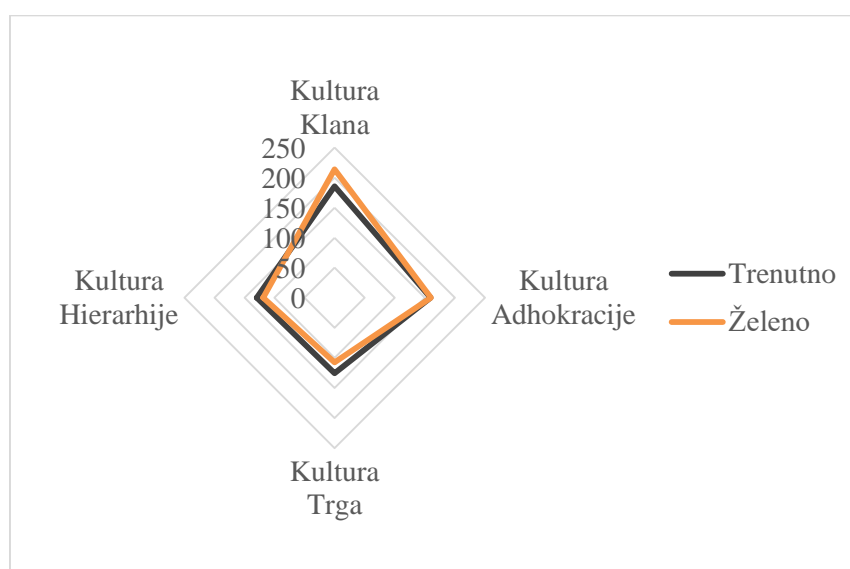 Kultura
Klana
250
200
150
100
50
0
Kultura
Hierarhije
Kultura
Adhokracije
Trenutno
Želeno
Kultura
Trga